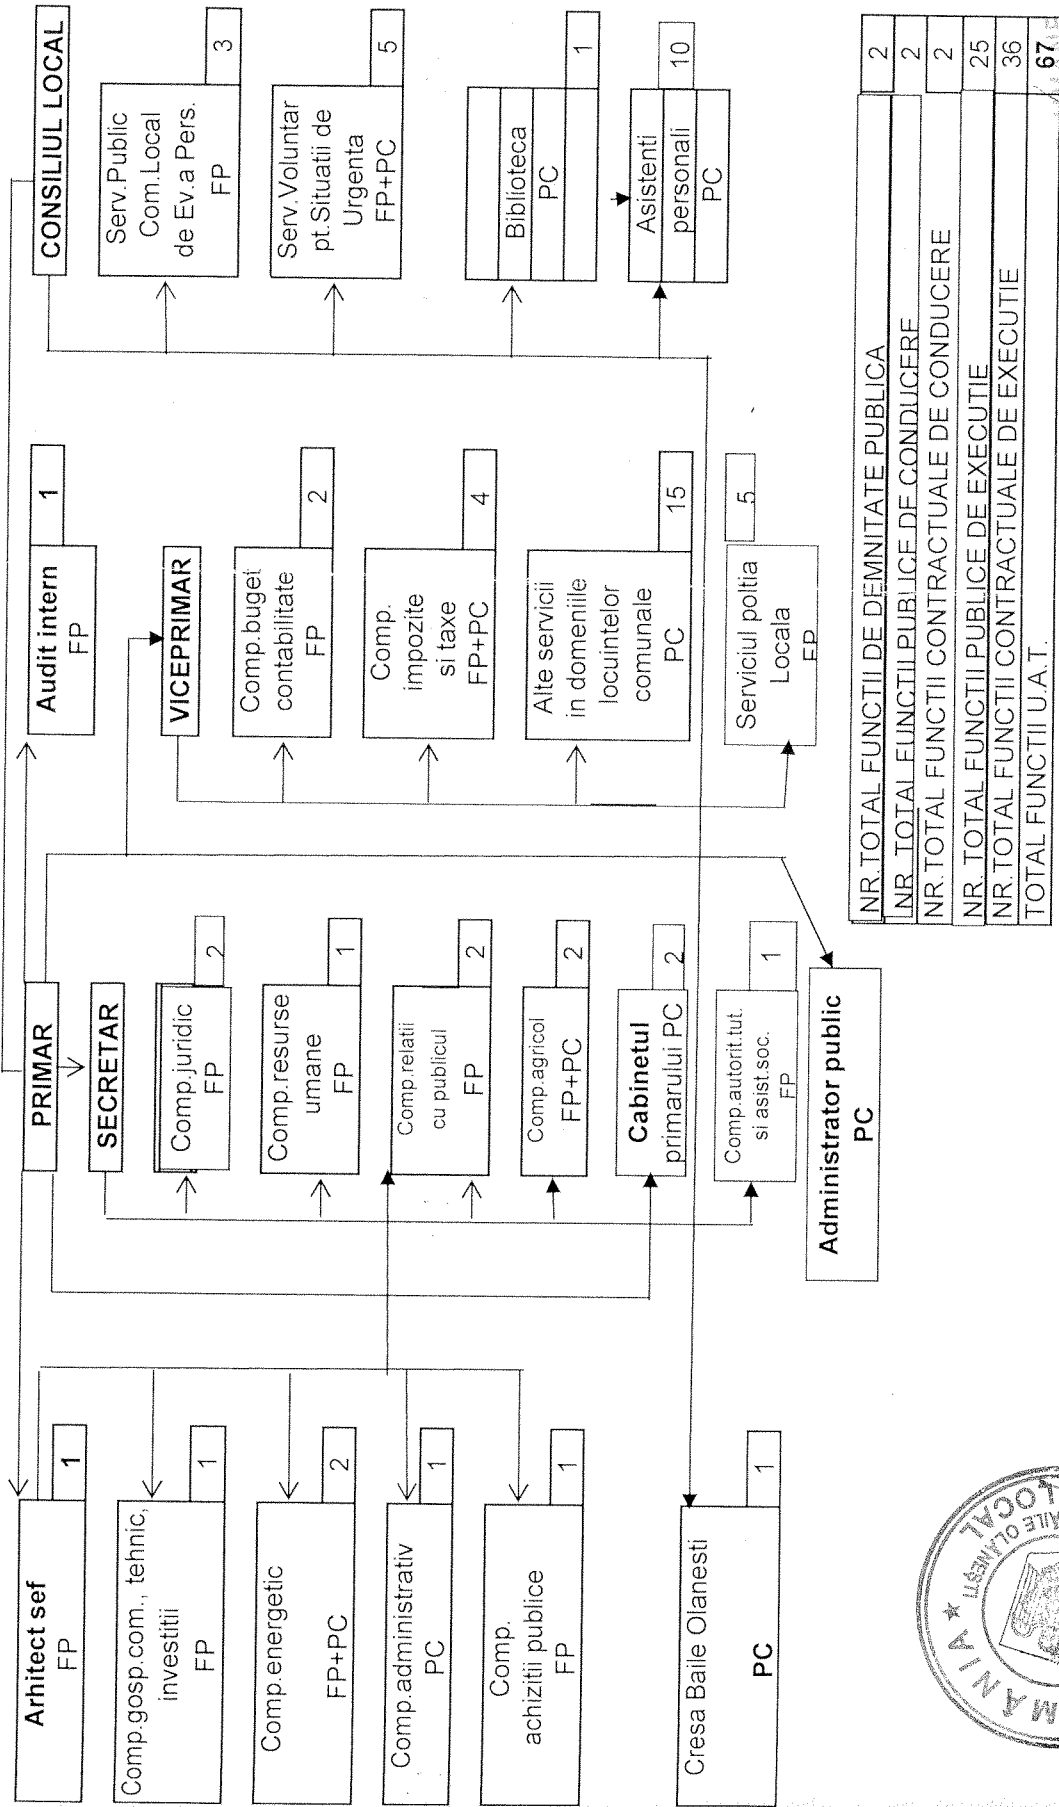 CONSILIUL LOCAL
PRIMAR
Arhitect sef
FP
1
Comp.gosp.com., tehnic,
investitii
FP
1
Comp.energetic
FP+PC
2
Comp.administrativ
PC
1
Comp.
achizitii publice
FP
1
Cresa Baile Olanesti
PC
1
SECRETAR
Comp.juridic
FP
2
Comp.resurse
umane
FP
1
Comp.relatii
cu publicul
FP
2
Comp.agricol
FP+PC
2
Cabinetul
primarului PC
2
Comp.autorit.tut.
si asist.soc.
FP
1
Administrator public
PC
Audit intern
FP
1
VICEPRIMAR
Comp.buget
contabilitate
FP
2
Comp.
impozite
si taxe
FP+PC
4
Alte servicii
in domeniile
locuintelor
comunale
PC
15
Serviciul poltia
Locala
FP
5
Serv.Public
Com.Local
de Ev.a Pers.
FP
3
Serv.Voluntar
pt.Situatii de
Urgenta
FP+PC
5
Biblioteca
PC
1
Asistenti
personali
PC
10
NR.TOTAL FUNCTII DE DEMNITATE PUBLICA 2
NR. TOTAL FUNCTII PUBLICE DE CONDUCERE 2
NR.TOTAL FUNCTII CONTRACTUALE DE CONDUCERE 2
NR. TOTAL FUNCTII PUBLICE DE EXECUTIE 25
NR.TOTAL FUNCTII CONTRACTUALE DE EXECUTIE 36
TOTAL FUNCTII U.A.T. 67
MÂNIA ★
OLĂNEȘTI
LOCAL